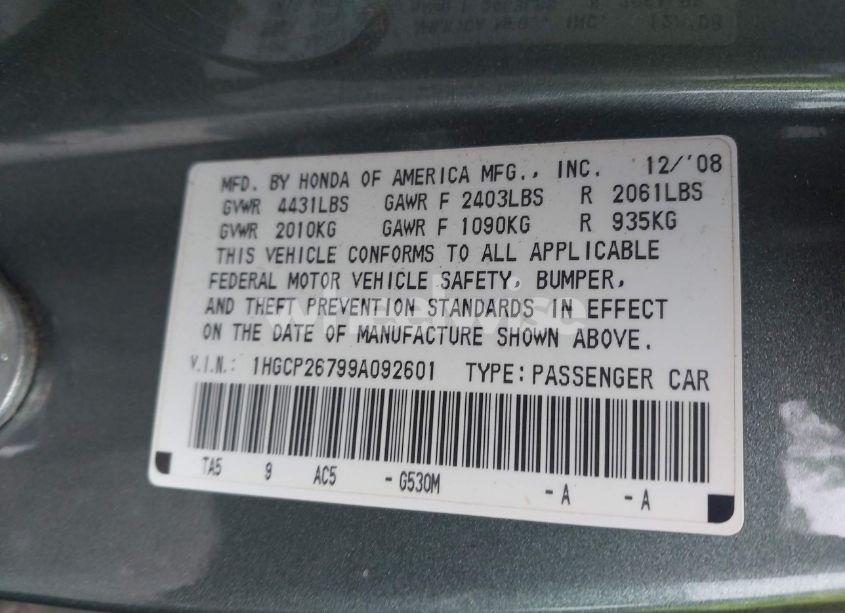 MFD. BY HONDA OF AMERICA MFG., INC. 12/'08
GVWR 4431LBS GAWR F 2403LBS R 2061LBS
GVWR 2010KG GAWR F 1090KG R 935KG
THIS VEHICLE CONFORMS TO ALL APPLICABLE
FEDERAL MOTOR VEHICLE SAFETY, BUMPER,
AND THEFT PREVENTION STANDARDS IN EFFECT
ON THE DATE OF MANUFACTURE SHOWN ABOVE.
V.I.N.: 1HGCP26799A092601 TYPE: PASSENGER CAR
TA5 9 AC5 - G530M - A - A